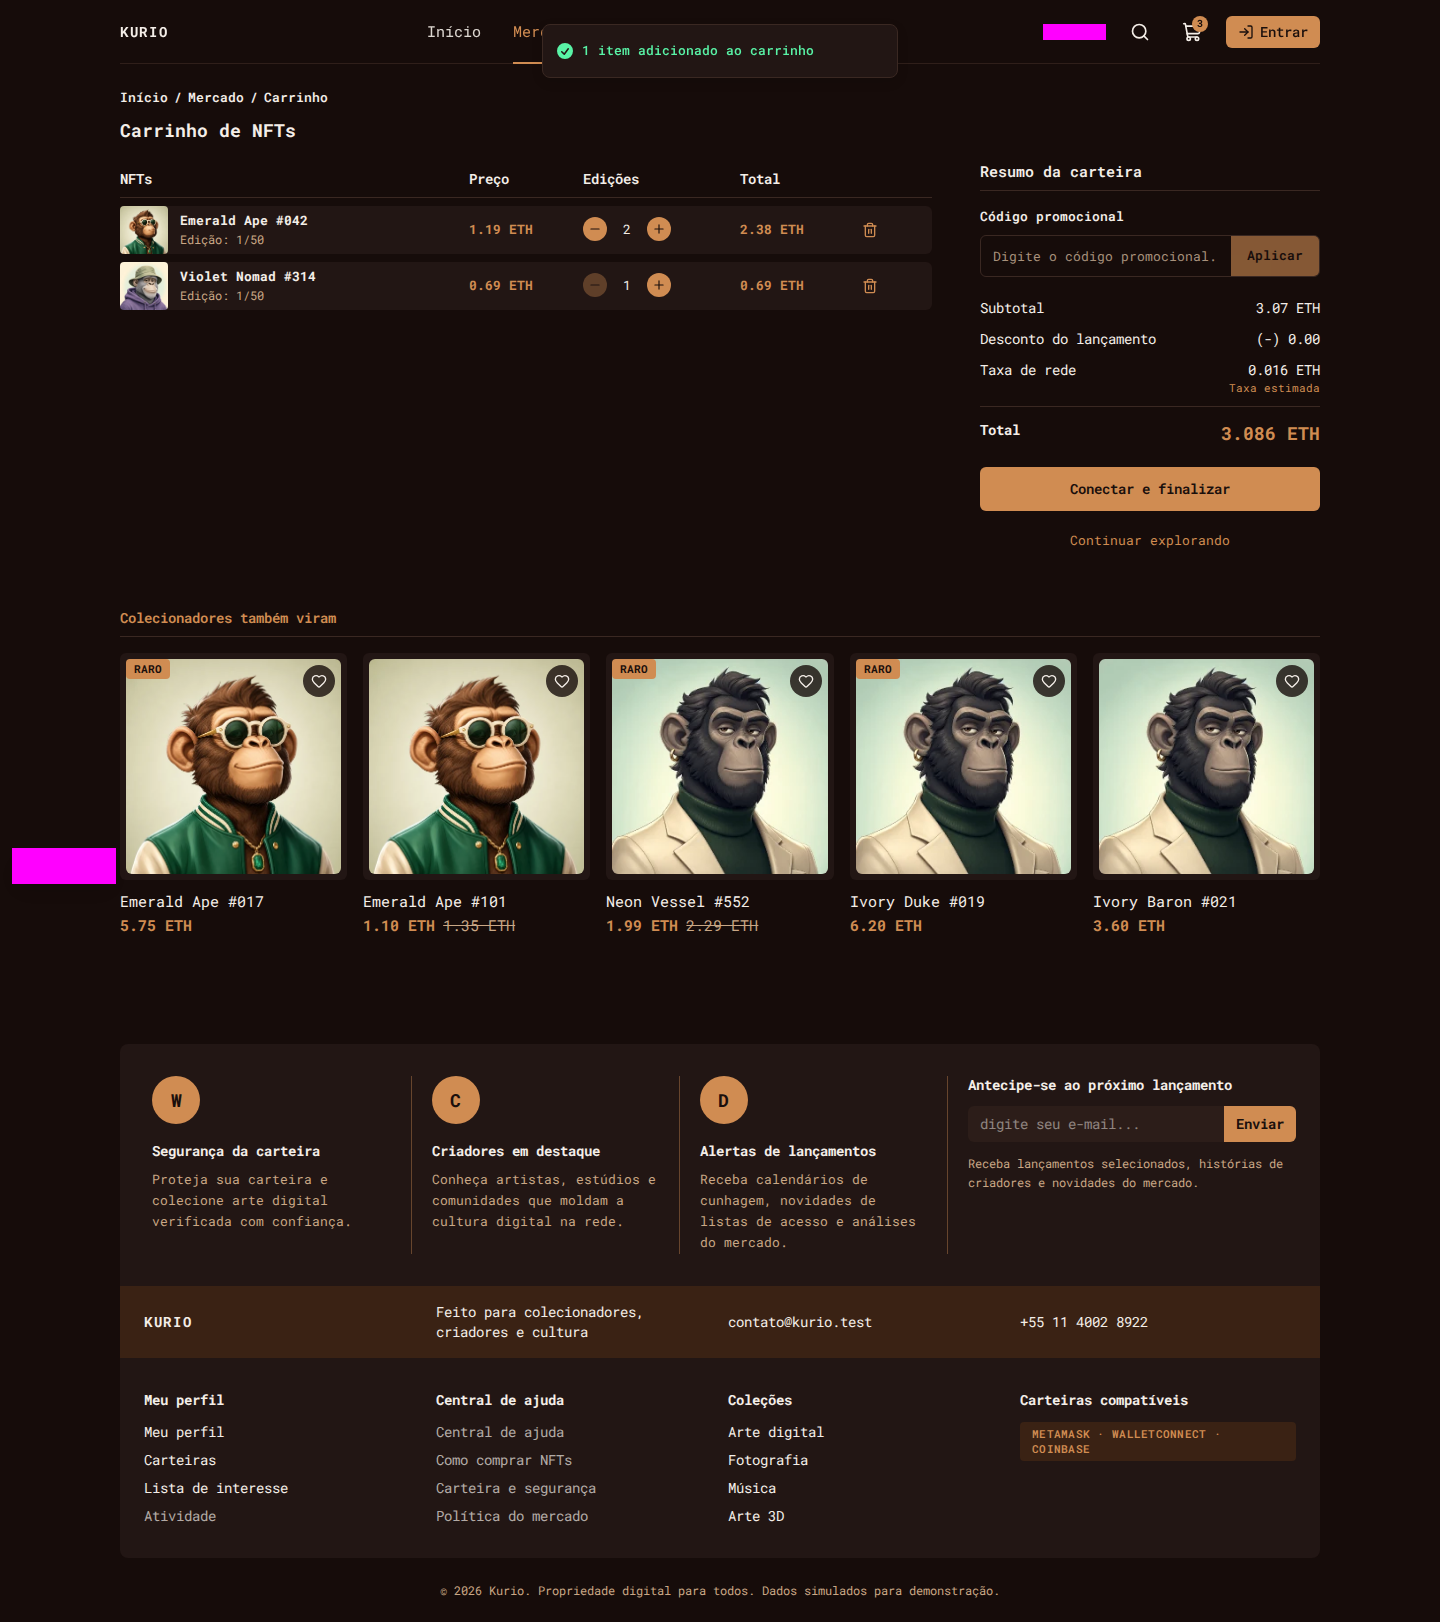 KURIO
Início
Merc
1 item adicionado ao carrinho
3
Entrar
Início / Mercado / Carrinho
Carrinho de NFTs
NFTs Preço Edições Total
Emerald Ape #042
Edição: 1/50
1.19 ETH
2
2.38 ETH
Violet Nomad #314
Edição: 1/50
0.69 ETH
1
0.69 ETH
Resumo da carteira
Código promocional
Digite o código promocional.
Aplicar
Subtotal 3.07 ETH
Desconto do lançamento (-) 0.00
Taxa de rede 0.016 ETH
Taxa estimada
Total 3.086 ETH
Conectar e finalizar
Continuar explorando
Colecionadores também viram
RARO
RARO
RARO
Emerald Ape #017
5.75 ETH
Emerald Ape #101
1.10 ETH 1.35 ETH
Neon Vessel #552
1.99 ETH 2.29 ETH
Ivory Duke #019
6.20 ETH
Ivory Baron #021
3.60 ETH
W
Segurança da carteira
Proteja sua carteira e
colecione arte digital
verificada com confiança.
C
Criadores em destaque
Conheça artistas, estúdios e
comunidades que moldam a
cultura digital na rede.
D
Alertas de lançamentos
Receba calendários de
cunhagem, novidades de
listas de acesso e análises
do mercado.
Antecipe-se ao próximo lançamento
digite seu e-mail...
Enviar
Receba lançamentos selecionados, histórias de
criadores e novidades do mercado.
KURIO
Feito para colecionadores,
criadores e cultura
contato@kurio.test
+55 11 4002 8922
Meu perfil
Meu perfil
Carteiras
Lista de interesse
Atividade
Central de ajuda
Central de ajuda
Como comprar NFTs
Carteira e segurança
Política do mercado
Coleções
Arte digital
Fotografia
Música
Arte 3D
Carteiras compatíveis
METAMASK · WALLETCONNECT ·
COINBASE
© 2026 Kurio. Propriedade digital para todos. Dados simulados para demonstração.